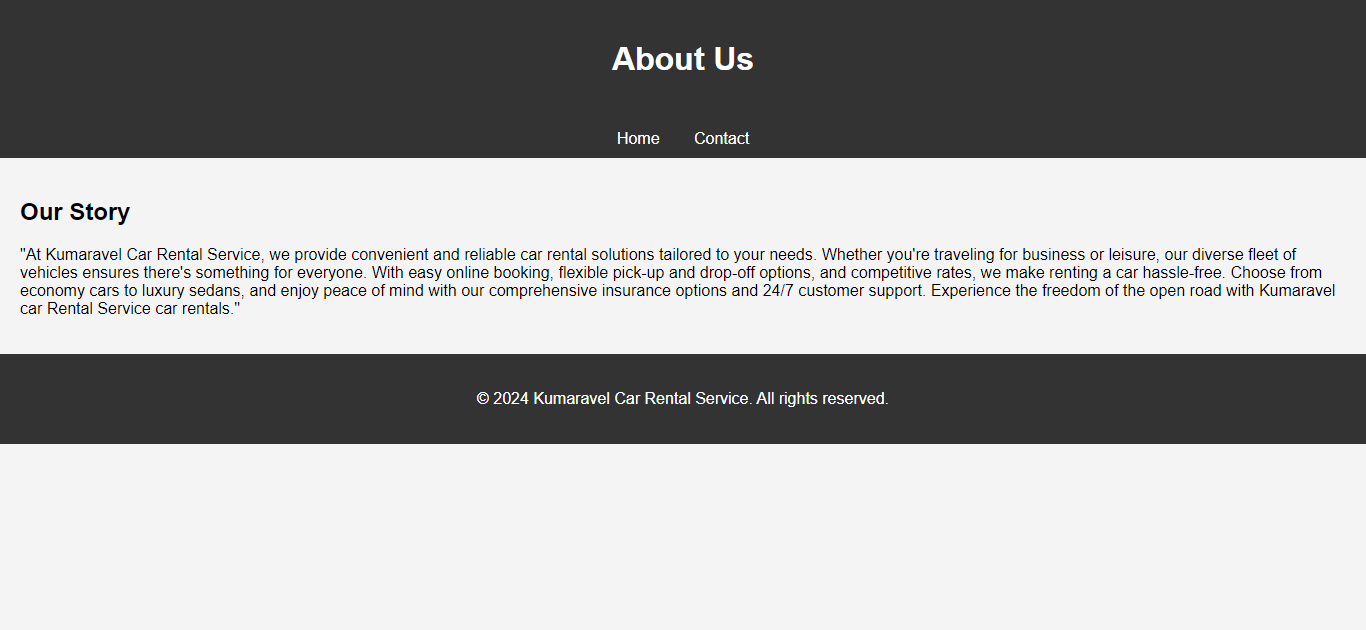 About Us
Home Contact
Our Story
"At Kumaravel Car Rental Service, we provide convenient and reliable car rental solutions tailored to your needs. Whether you're traveling for business or leisure, our diverse fleet of
vehicles ensures there's something for everyone. With easy online booking, flexible pick-up and drop-off options, and competitive rates, we make renting a car hassle-free. Choose from
economy cars to luxury sedans, and enjoy peace of mind with our comprehensive insurance options and 24/7 customer support. Experience the freedom of the open road with Kumaravel
car Rental Service car rentals."
© 2024 Kumaravel Car Rental Service. All rights reserved.